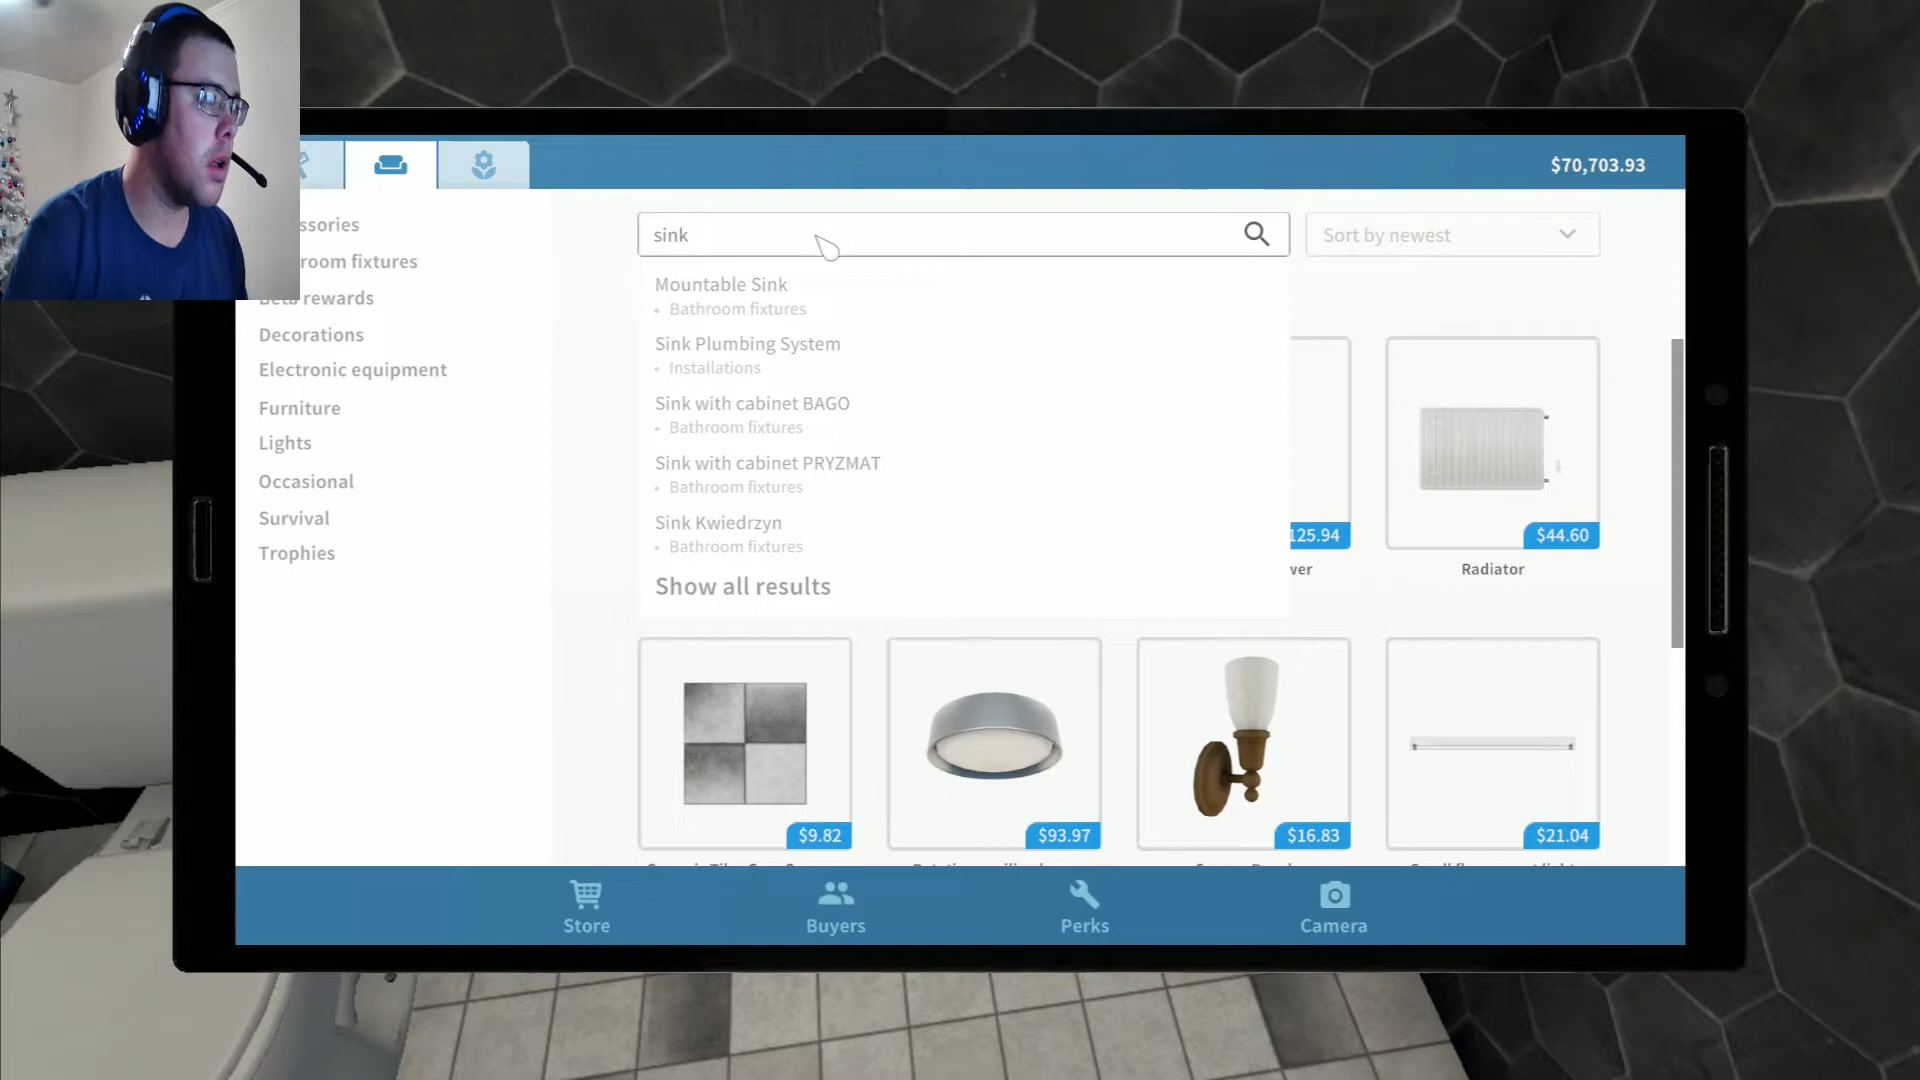 $70,703.93
ssories
room fixtures
Beta rewards
Decorations
Electronic equipment
Furniture
Lights
Occasional
Survival
Trophies
sink
Sort by newest
Mountable Sink
Bathroom fixtures
Sink Plumbing System
Installations
Sink with cabinet BAGO
Bathroom fixtures
Sink with cabinet PRYZMAT
Bathroom fixtures
Sink Kwiedrzyn
Bathroom fixtures
Show all results
125.94
$44.60
wer
Radiator
$9.82
$93.97
$16.83
$21.04
Store
Buyers
Perks
Camera